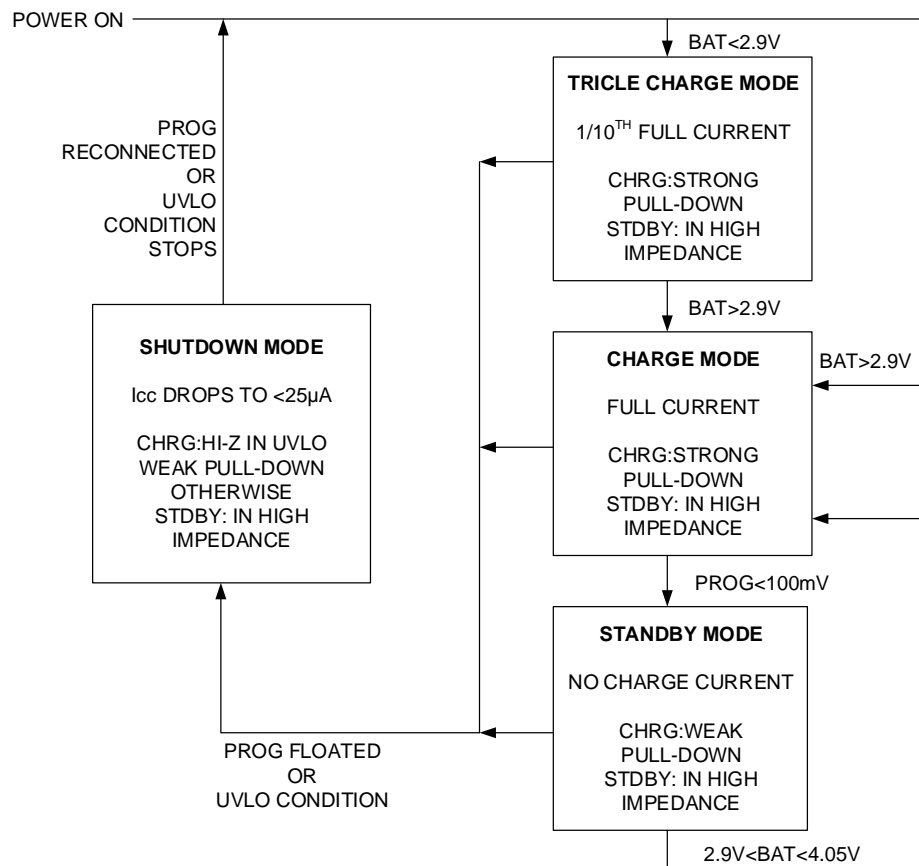 POWER ON
BAT<2.9V
TRICLE CHARGE MODE
1/10TH FULL CURRENT
CHRG:STRONG
PULL-DOWN
STDBY: IN HIGH
IMPEDANCE
PROG
RECONNECTED
OR
UVLO
CONDITION
STOPS
BAT>2.9V
SHUTDOWN MODE
Icc DROPS TO <25µA
CHRG:HI-Z IN UVLO
WEAK PULL-DOWN
OTHERWISE
STDBY: IN HIGH
IMPEDANCE
CHARGE MODE
FULL CURRENT
CHRG:STRONG
PULL-DOWN
STDBY: IN HIGH
IMPEDANCE
BAT>2.9V
PROG<100mV
STANDBY MODE
NO CHARGE CURRENT
CHRG:WEAK
PULL-DOWN
STDBY: IN HIGH
IMPEDANCE
PROG FLOATED
OR
UVLO CONDITION
2.9V<BAT<4.05V